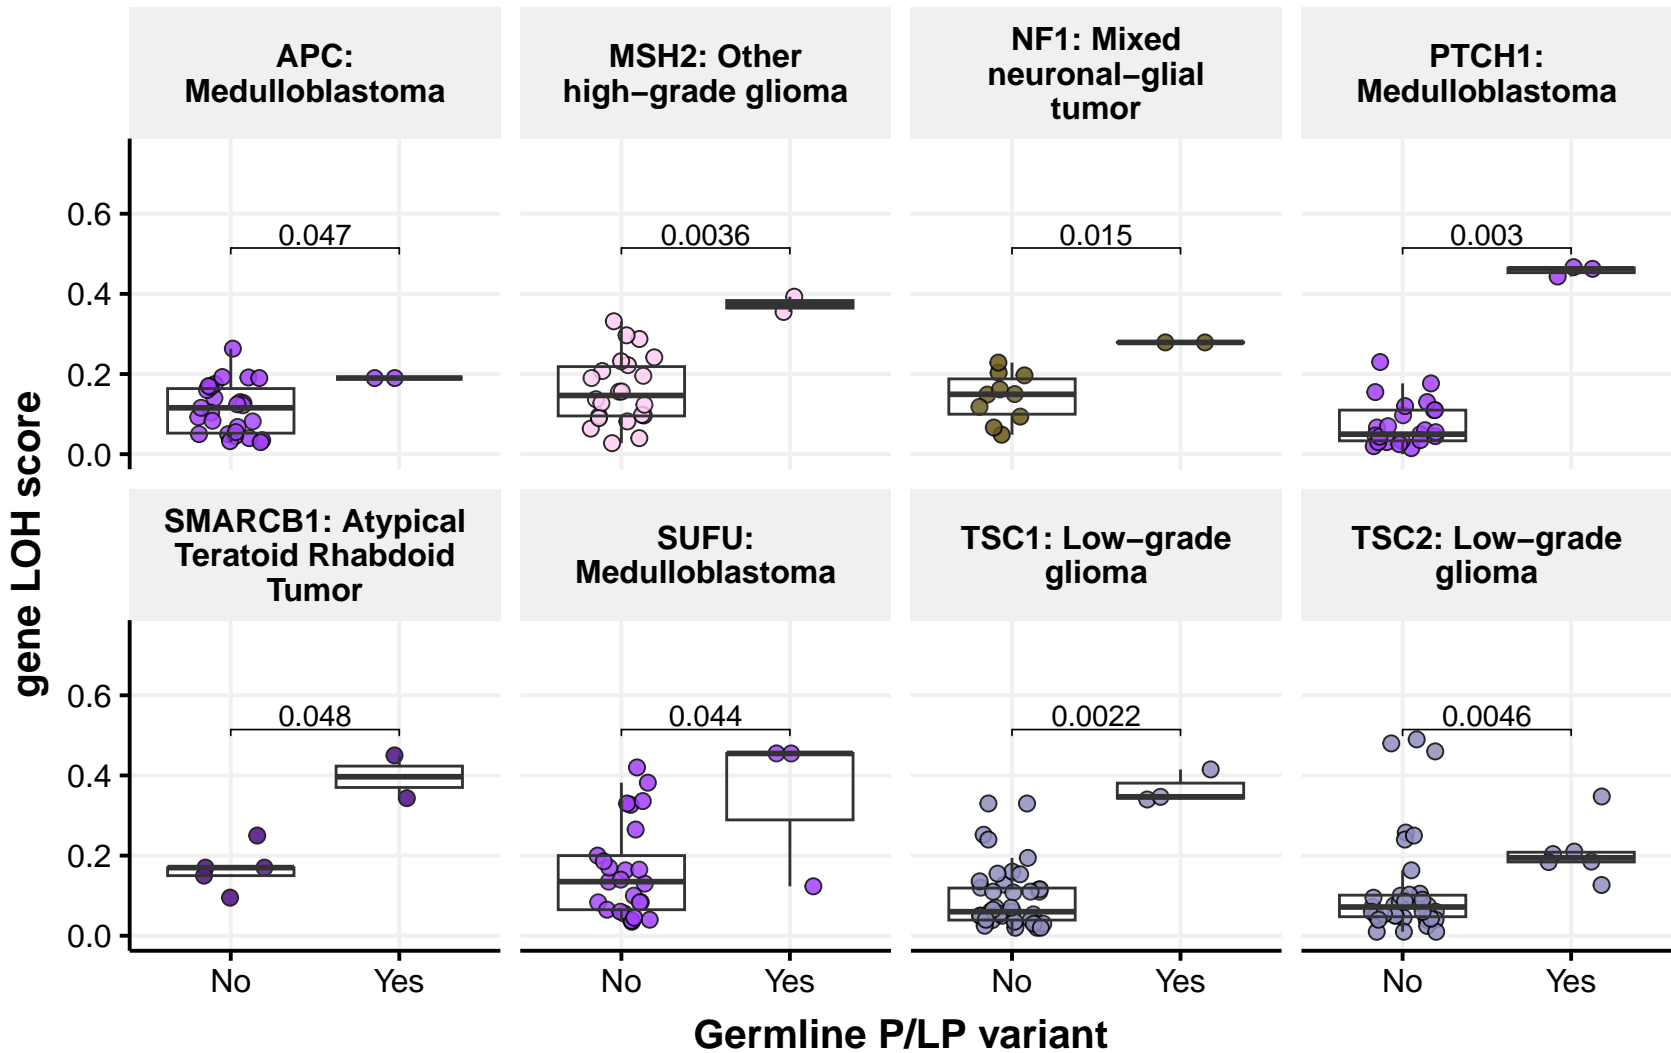 APC:
Medulloblastoma
MSH2: Other
high−grade glioma
NF1: Mixed
neuronal−glial
tumor
PTCH1:
Medulloblastoma
0.6
0.4
0.2
0.0
0.047
0.0036
0.015
0.003
gene LOH score
SMARCB1: Atypical
Teratoid Rhabdoid
Tumor
SUFU:
Medulloblastoma
TSC1: Low−grade
glioma
TSC2: Low−grade
glioma
0.6
0.4
0.2
0.0
0.048
0.044
0.0022
0.0046
No Yes
No Yes
No Yes
No Yes
Germline P/LP variant